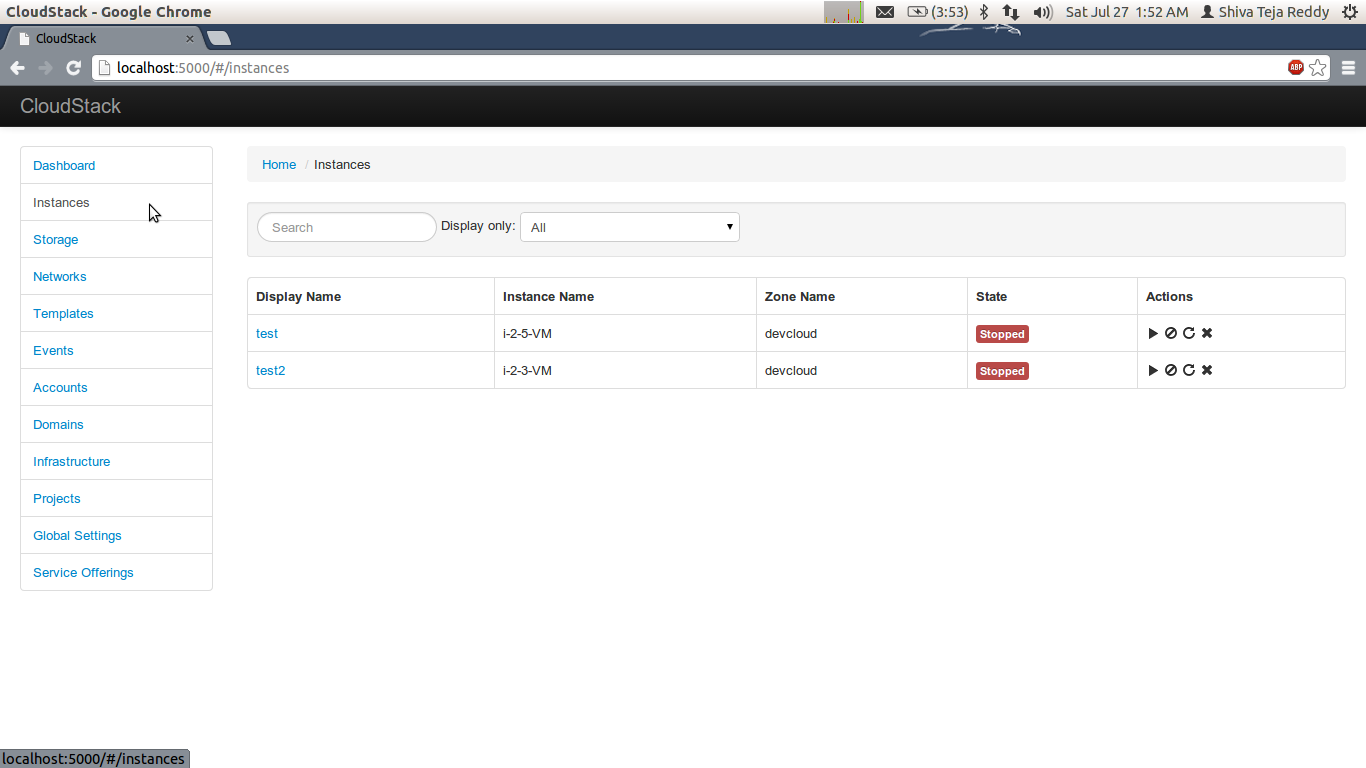 CloudStack - Google Chrome
(3:53) Sat Jul 27 1:52 AM Shiva Teja Reddy
CloudStack
localhost:5000/#/instances ABP
CloudStack
Dashboard
Instances
Storage
Networks
Templates
Events
Accounts
Domains
Infrastructure
Projects
Global Settings
Service Offerings
Home / Instances
Search Display only: All
Display Name Instance Name Zone Name State Actions
test i-2-5-VM devcloud Stopped
test2 i-2-3-VM devcloud Stopped
localhost:5000/#/instances